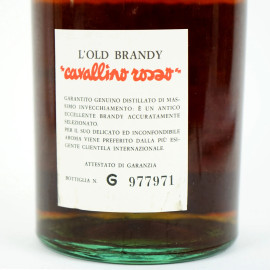 L'OLD BRANDY
"cavallino rosso"
GARANTITO GENUINO DISTILLATO DI MAS-
SIMO INVECCHIAMENTO: È UN ANTICO
ECCELLENTE BRANDY ACCURATAMENTE
SELEZIONATO.
PER IL SUO DELICATO ED INCONFONDIBILE
AROMA VIENE PREFERITO DALLA PIÙ ESI-
GENTE CLIENTELA INTERNAZIONALE.
ATTESTATO DI GARANZIA
BOTTIGLIA N. G 977971